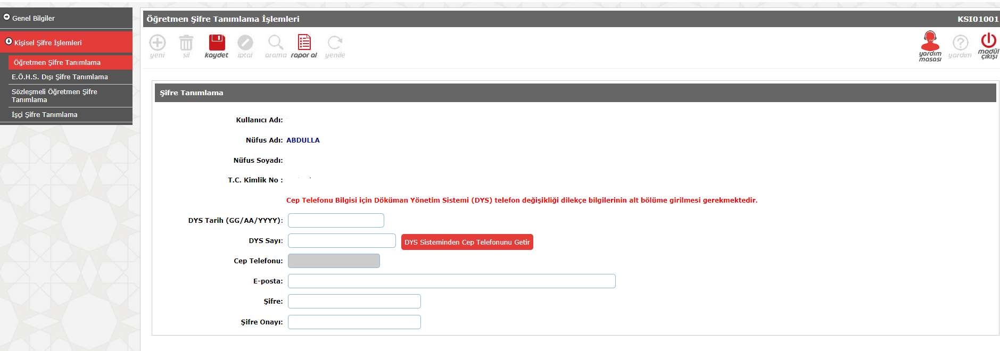 Genel Bilgiler
Kişisel Şifre İşlemleri
Öğretmen Şifre Tanımlama
E.Ö.H.S. Dışı Şifre Tanımlama
Sözleşmeli Öğretmen Şifre
Tanımlama
İşçi Şifre Tanımlama
Öğretmen Şifre Tanımlama İşlemleri KSI01001
yeni sil kaydet iptal arama rapor al yenile
yardım masası yardım modül çıkışı
Şifre Tanımlama
Kullanıcı Adı:
Nüfus Adı: ABDULLA
Nüfus Soyadı:
T.C. Kimlik No :
Cep Telefonu Bilgisi için Döküman Yönetim Sistemi (DYS) telefon değişikliği dilekçe bilgilerinin alt bölüme girilmesi gerekmektedir.
DYS Tarih (GG/AA/YYYY):
DYS Sayı: DYS Sisteminden Cep Telefonunu Getir
Cep Telefonu:
E-posta:
Şifre:
Şifre Onayı: